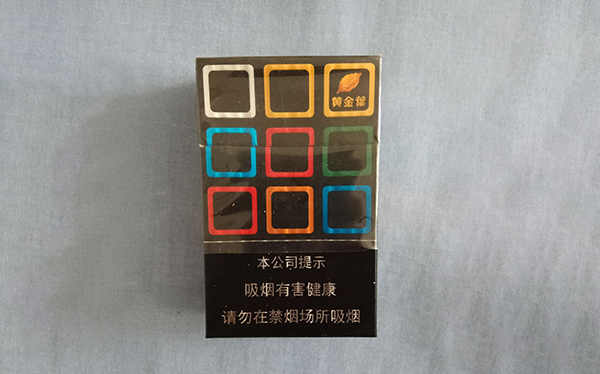 黄金叶
本公司提示
吸烟有害健康
请勿在禁烟场所吸烟